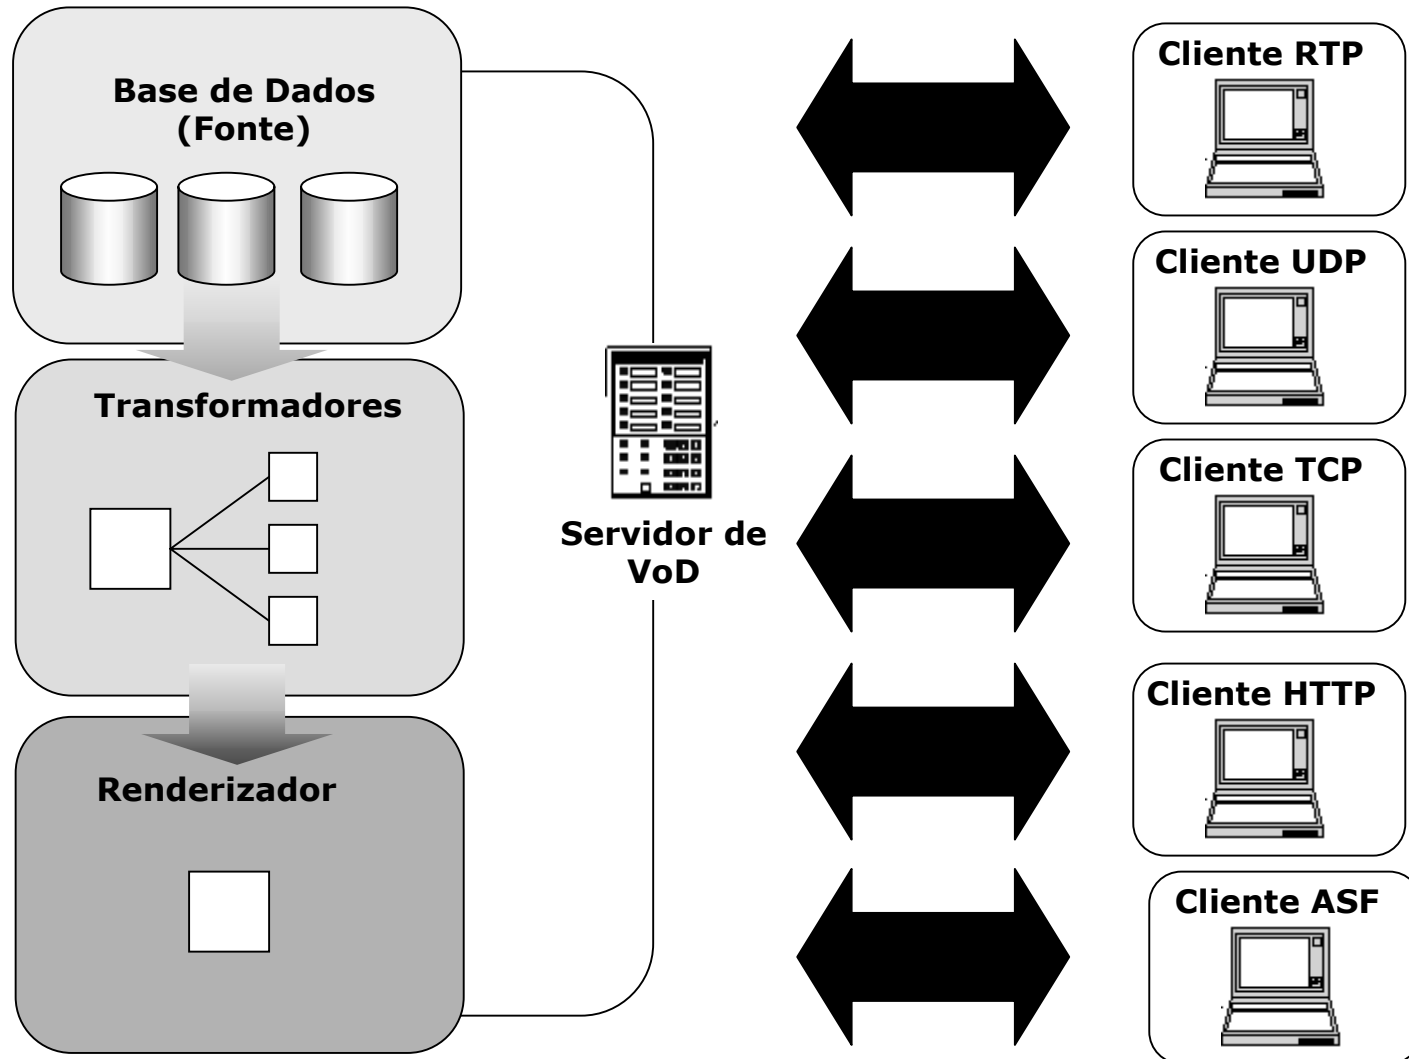 Base de Dados
(Fonte)
Transformadores
Renderizador
Servidor de
VoD
Cliente RTP
Cliente UDP
Cliente TCP
Cliente HTTP
Cliente ASF